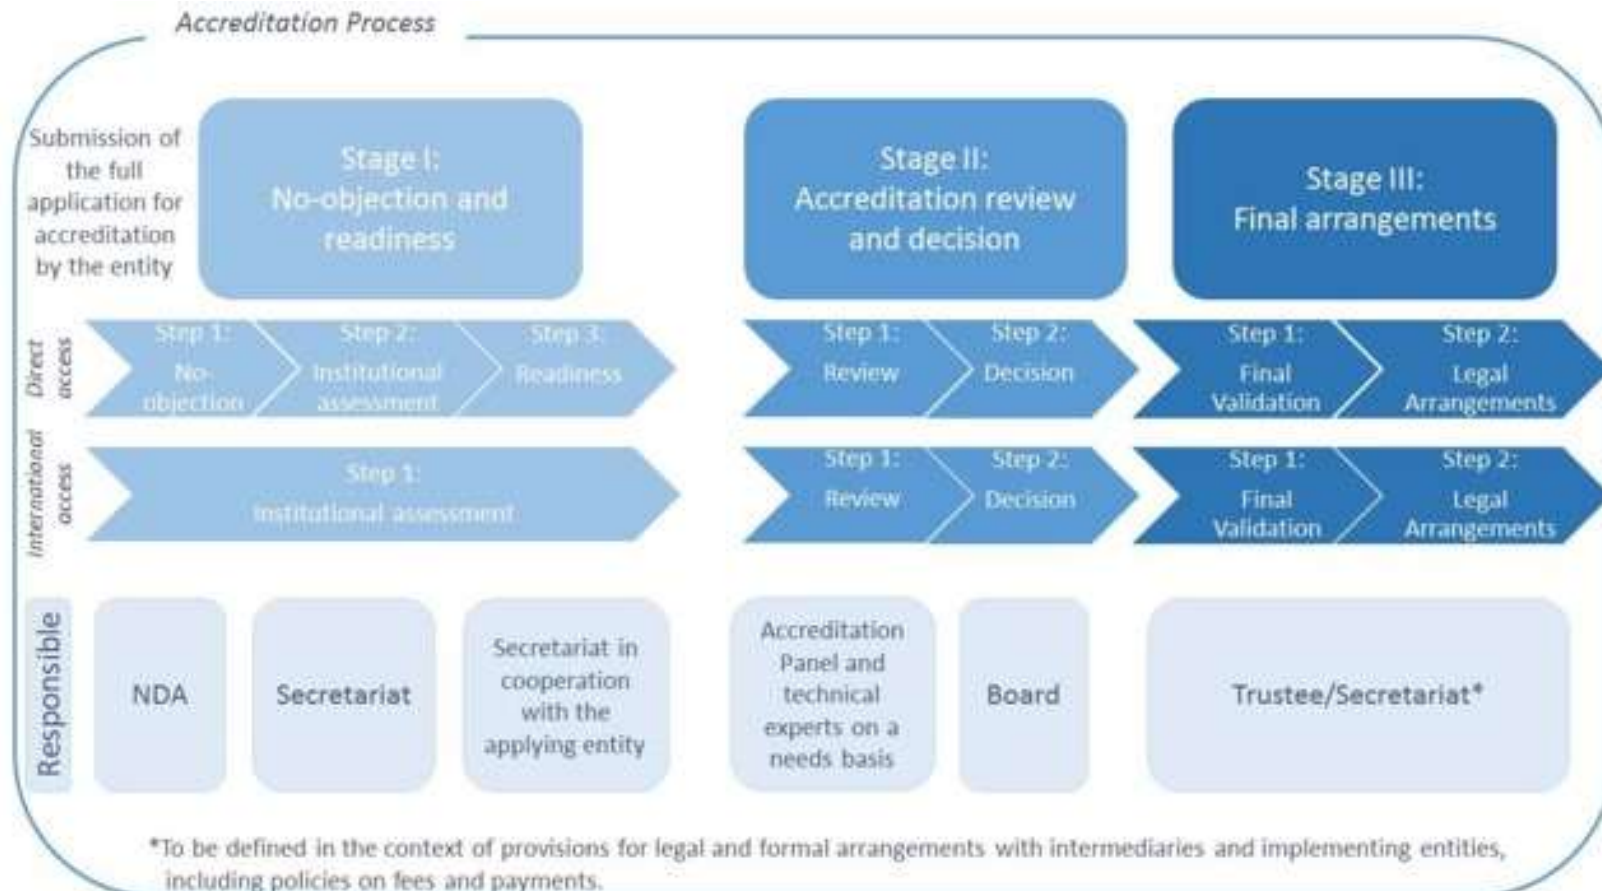 Accreditation Process
Submission of
the full
application for
accreditation
by the entity
Stage I:
No-objection and
readiness
Stage II:
Accreditation review
and decision
Stage III:
Final arrangements
Direct
access
Step 1:
No-
objection
Step 2:
Institutional
assessment
Step 3:
Readiness
Step 1:
Review
Step 2:
Decision
Step 1:
Final
Validation
Step 2:
Legal
Arrangements
International
access
Step 1:
Institutional assessment
Step 1:
Review
Step 2:
Decision
Step 1:
Final
Validation
Step 2:
Legal
Arrangements
Responsible
NDA
Secretariat
Secretariat in
cooperation
with the
applying entity
Accreditation
Panel and
technical
experts on a
needs basis
Board
Trustee/Secretariat*
*To be defined in the context of provisions for legal and formal arrangements with intermediaries and implementing entities,
including policies on fees and payments.